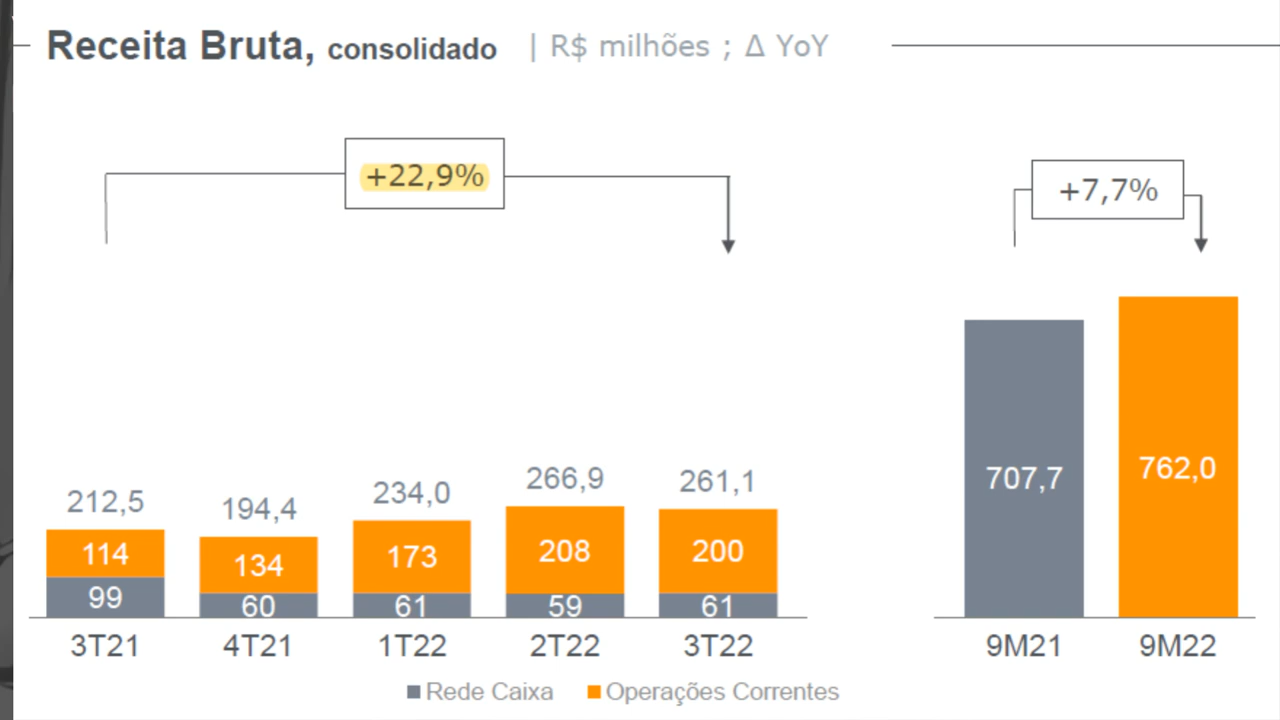 Receita Bruta, consolidado | R$ milhões ; Δ YoY
+22,9%
+7,7%
212,5 194,4 234,0 266,9 261,1
114 134 173 208 200
99 60 61 59 61
707,7 762,0
3T21 4T21 1T22 2T22 3T22 9M21 9M22
Rede Caixa Operações Correntes